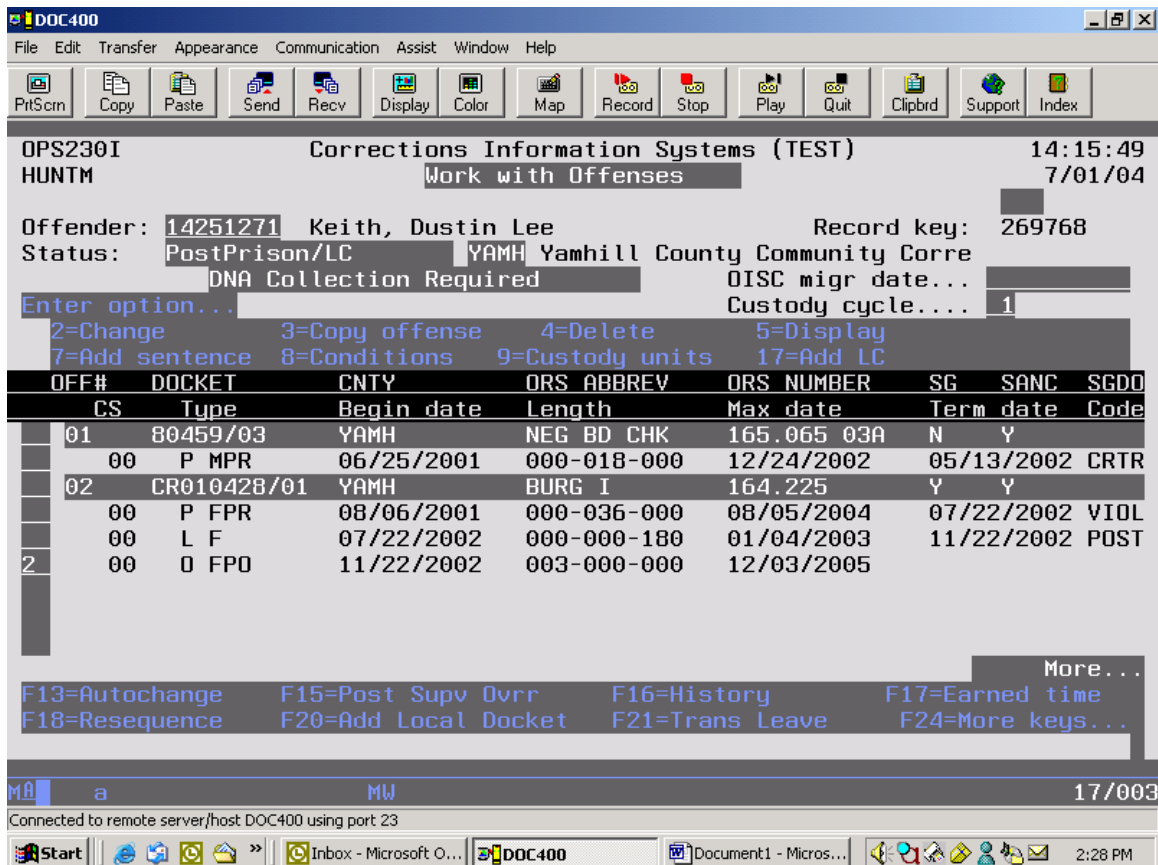 DOC400
File Edit Transfer Appearance Communication Assist Window Help
PrtScrn Copy Paste Send Recv Display Color Map Record Stop Play Quit Clipbrd Support Index
OPS230I Corrections Information Systems (TEST) 14:15:49
HUNTM Work with Offenses 7/01/04
Offender: 14251271 Keith, Dustin Lee Record key: 269768
Status: PostPrison/LC YAMH Yamhill County Community Corre
DNA Collection Required OISC migr date...
Enter option... Custody cycle.... 1
2=Change 3=Copy offense 4=Delete 5=Display
7=Add sentence 8=Conditions 9=Custody units 17=Add LC
OFF# DOCKET CNTY ORS ABBREV ORS NUMBER SG SANC SGDO
CS Type Begin date Length Max date Term date Code
01 80459/03 YAMH NEG BD CHK 165.065 03A N Y
00 P MPR 06/25/2001 000-018-000 12/24/2002 05/13/2002 CRTR
02 CR010428/01 YAMH BURG I 164.225 Y Y
00 P FPR 08/06/2001 000-036-000 08/05/2004 07/22/2002 VIOL
00 L F 07/22/2002 000-000-180 01/04/2003 11/22/2002 POST
2 00 O FPO 11/22/2002 003-000-000 12/03/2005
More...
F13=Autochange F15=Post Supv Ovrr F16=History F17=Earned time
F18=Resequence F20=Add Local Docket F21=Trans Leave F24=More keys...
MA a MW 17/003
Connected to remote server/host DOC400 using port 23
Start » Inbox - Microsoft O... DOC400 Document1 - Micros... 2:28 PM